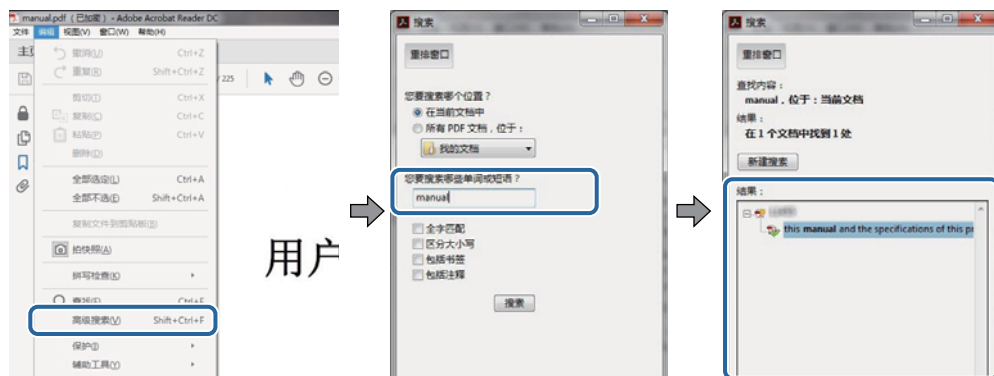 manual.pdf （已加密）- Adobe Acrobat Reader DC
文件 编辑 视图(V) 窗口(W) 帮助(H)
主页
撤消(U) Ctrl+Z
重复(R) Shift+Ctrl+Z
/ 225
剪切(T) Ctrl+X
复制(C) Ctrl+C
粘贴(P) Ctrl+V
删除(D)
全部选定(L) Ctrl+A
全部不选(E) Shift+Ctrl+A
复制文件到剪贴板(B)
拍快照(A)
拼写检查(K)
查找(F) Ctrl+F
高级搜索(V) Shift+Ctrl+F
保护(I)
辅助工具(Y)
用户
搜索
重排窗口
您要搜索哪个位置？
在当前文档中
所有 PDF 文档，位于：
我的文档
您要搜索哪些单词或短语？
manual
全字匹配
区分大小写
包括书签
包括注释
搜索
搜索
重排窗口
查找内容：
manual，位于：当前文档
结果：
在 1 个文档中找到 1 处
新建搜索
结果：
this manual and the specifications of this pr